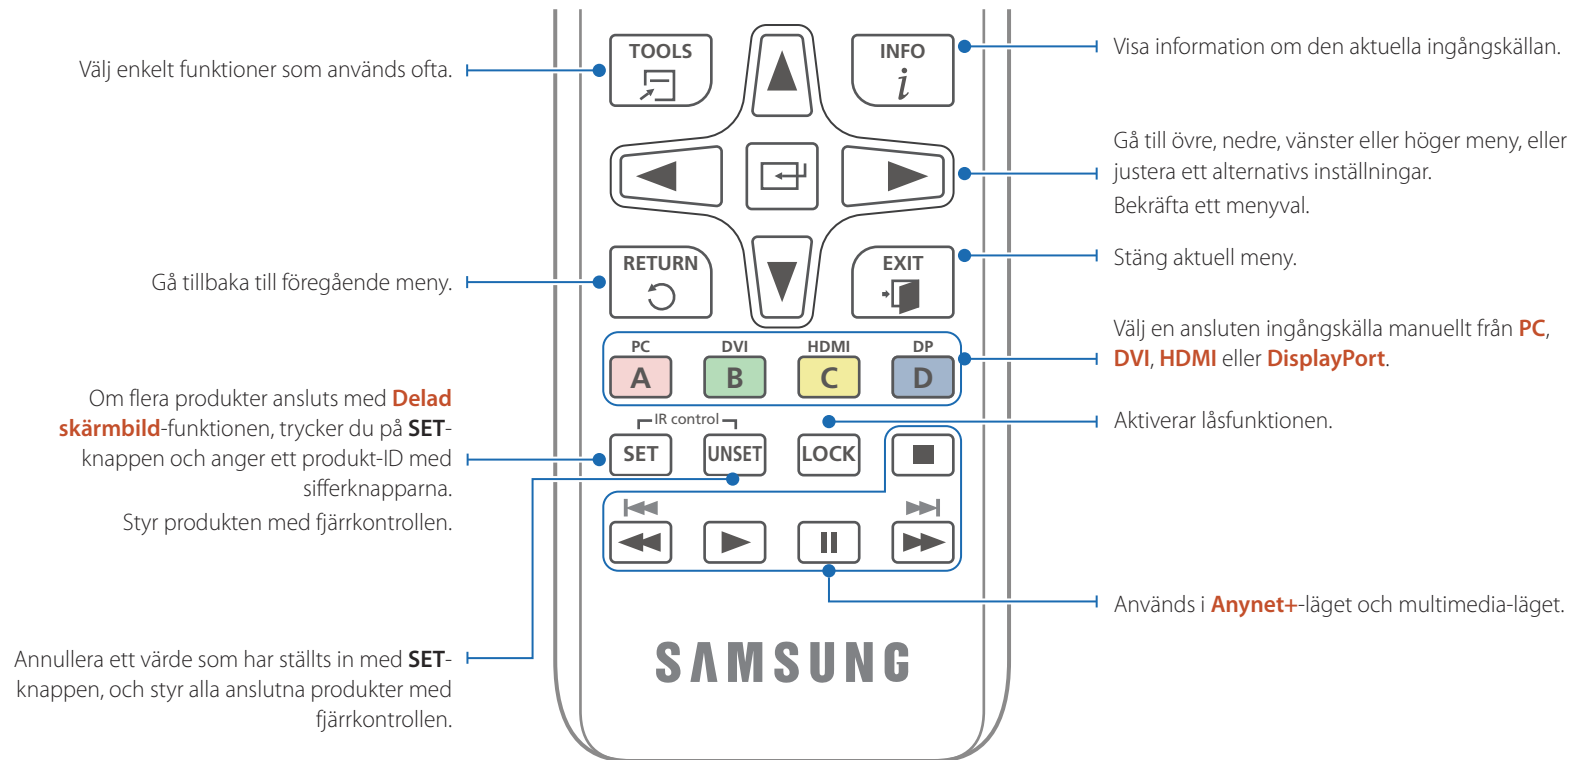 TOOLS
INFO
i
Välj enkelt funktioner som används ofta.
Visa information om den aktuella ingångskällan.
Gå till övre, nedre, vänster eller höger meny, eller
justera ett alternativs inställningar.
Bekräfta ett menyval.
RETURN
EXIT
Gå tillbaka till föregående meny.
Stäng aktuell meny.
PC
DVI
HDMI
DP
A
B
C
D
Välj en ansluten ingångskälla manuellt från PC,
DVI, HDMI eller DisplayPort.
Om flera produkter ansluts med Delad
skärmbild-funktionen, trycker du på SET-
knappen och anger ett produkt-ID med
sifferknapparna.
Styr produkten med fjärrkontrollen.
IR control
SET
UNSET
LOCK
Aktiverar låsfunktionen.
Används i Anynet+-läget och multimedia-läget.
Annullera ett värde som har ställts in med SET-
knappen, och styr alla anslutna produkter med
fjärrkontrollen.
SAMSUNG